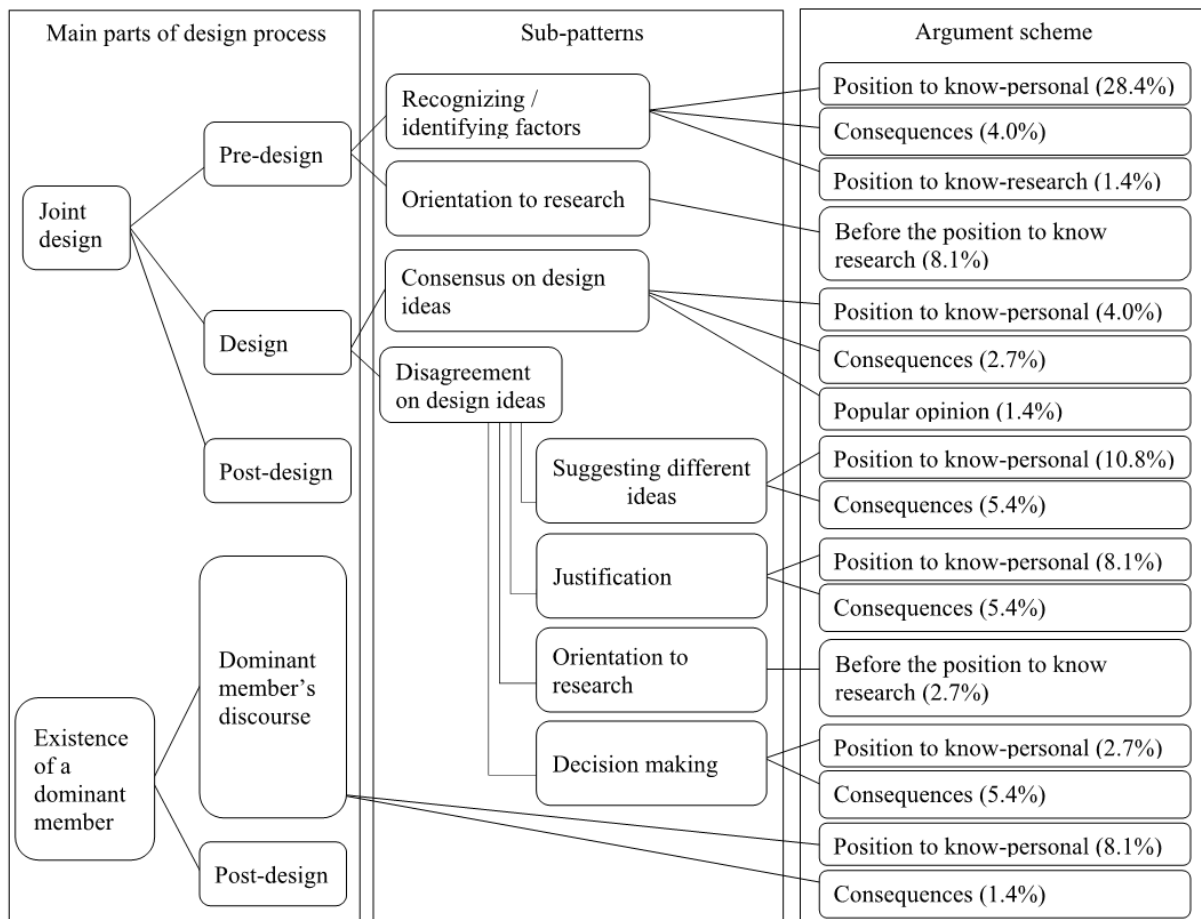 Main parts of design process
Sub-patterns
Argument scheme
Joint
design
Pre-design
Design
Post-design
Existence
of a
dominant
member
Dominant
member’s
discourse
Post-design
Recognizing /
identifying factors
Orientation to research
Consensus on design
ideas
Disagreement
on design ideas
Suggesting different
ideas
Justification
Orientation to
research
Decision making
Position to know-personal (28.4%)
Consequences (4.0%)
Position to know-research (1.4%)
Before the position to know
research (8.1%)
Position to know-personal (4.0%)
Consequences (2.7%)
Popular opinion (1.4%)
Position to know-personal (10.8%)
Consequences (5.4%)
Position to know-personal (8.1%)
Consequences (5.4%)
Before the position to know
research (2.7%)
Position to know-personal (2.7%)
Consequences (5.4%)
Position to know-personal (8.1%)
Consequences (1.4%)